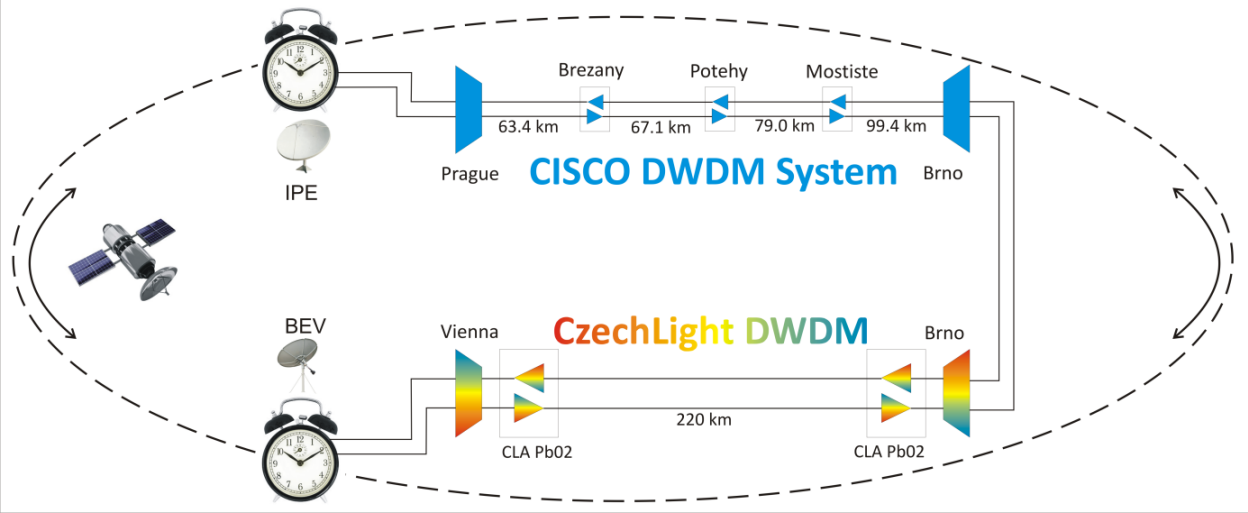 Brezany
Potehy
Mostiste
63.4 km
67.1 km
79.0 km
99.4 km
Prague
CISCO DWDM System
Brno
IPE
BEV
Vienna
CzechLight DWDM
Brno
220 km
CLA Pb02
CLA Pb02